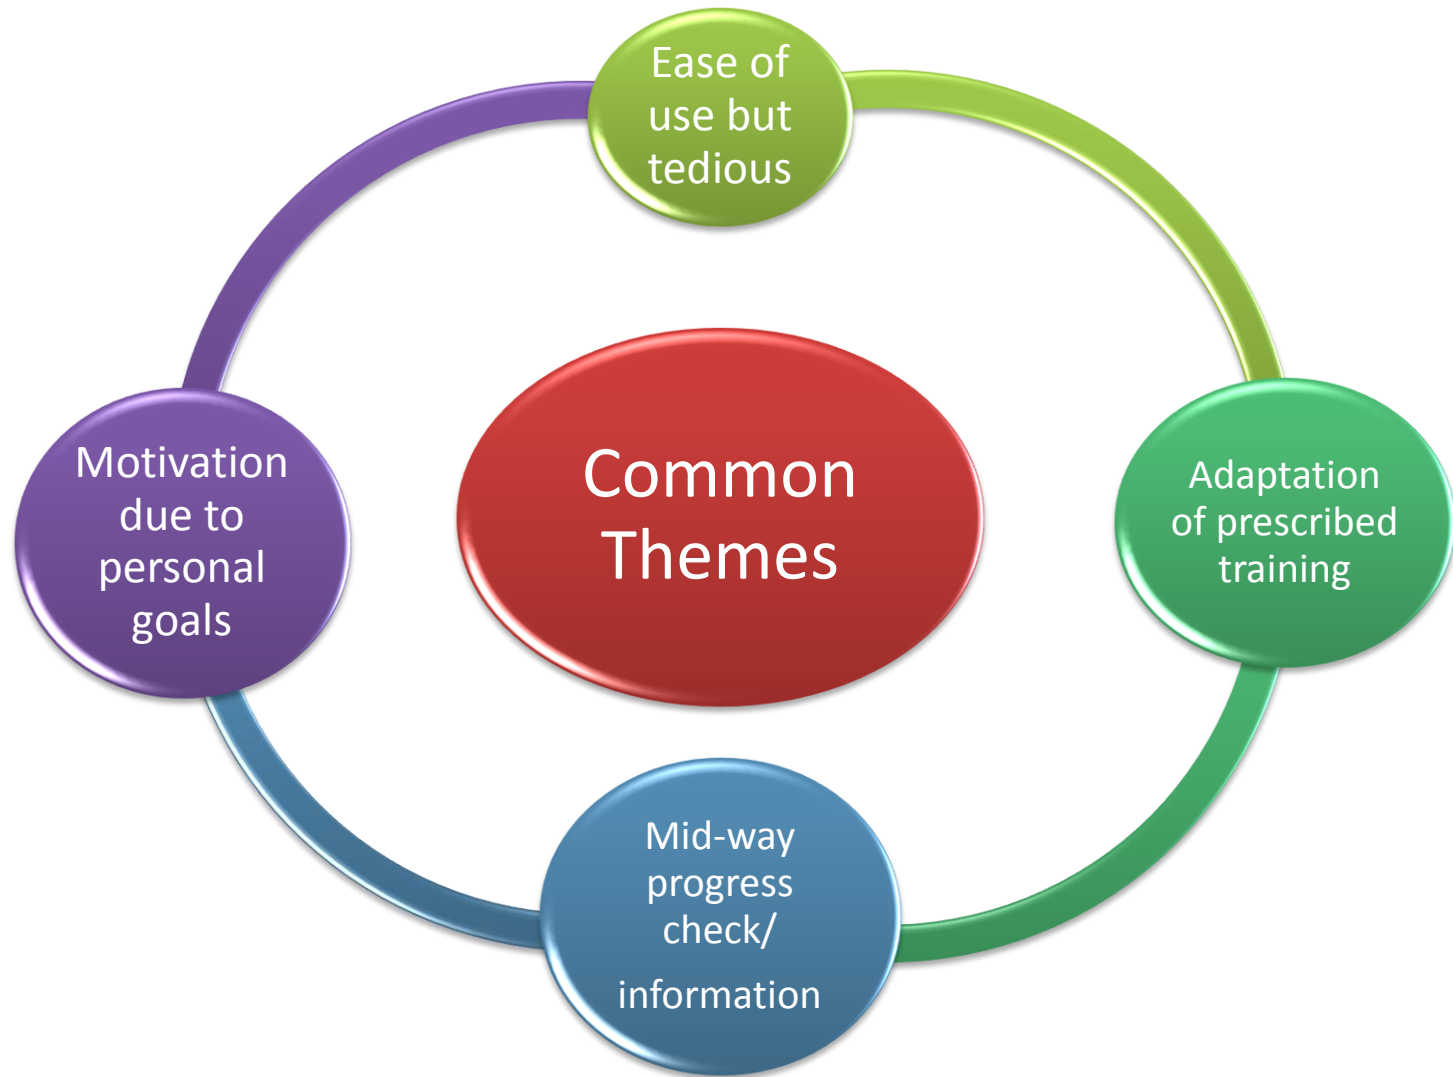 Ease of
use but
tedious
Common
Themes
Motivation
due to
personal
goals
Adaptation
of prescribed
training
Mid-way
progress
check/
information